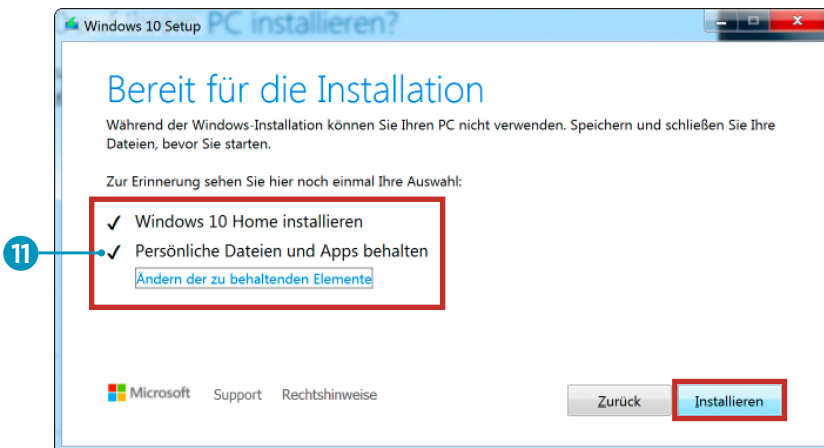 PC installieren?
Windows 10 Setup
Bereit für die Installation
Während der Windows-Installation können Sie Ihren PC nicht verwenden. Speichern und schließen Sie Ihre
Dateien, bevor Sie starten.
Zur Erinnerung sehen Sie hier noch einmal Ihre Auswahl:
✓ Windows 10 Home installieren
11 ✓ Persönliche Dateien und Apps behalten
Ändern der zu behaltenden Elemente
Microsoft Support Rechtshinweise
Zurück Installieren